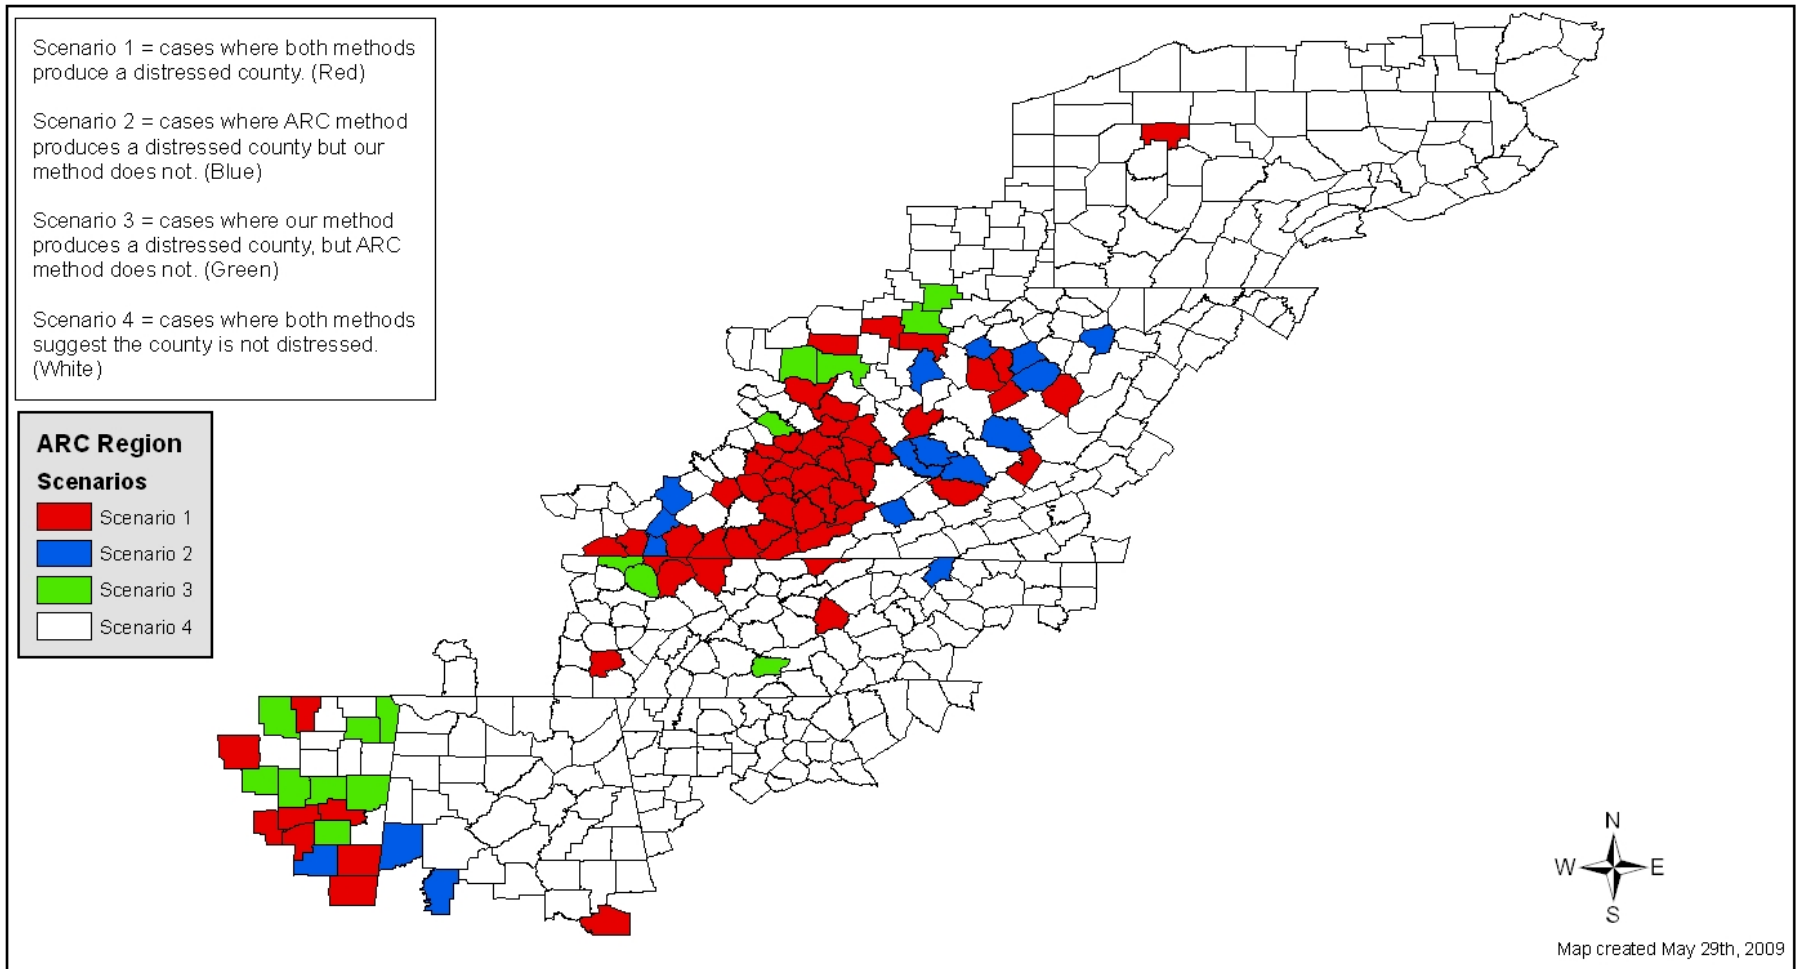 Scenario 1 = cases where both methods
produce a distressed county. (Red)
Scenario 2 = cases where ARC method
produces a distressed county but our
method does not. (Blue)
Scenario 3 = cases where our method
produces a distressed county, but ARC
method does not. (Green)
Scenario 4 = cases where both methods
suggest the county is not distressed.
(White)
ARC Region
Scenarios
Scenario 1
Scenario 2
Scenario 3
Scenario 4
N
W E
S
Map created May 29th, 2009